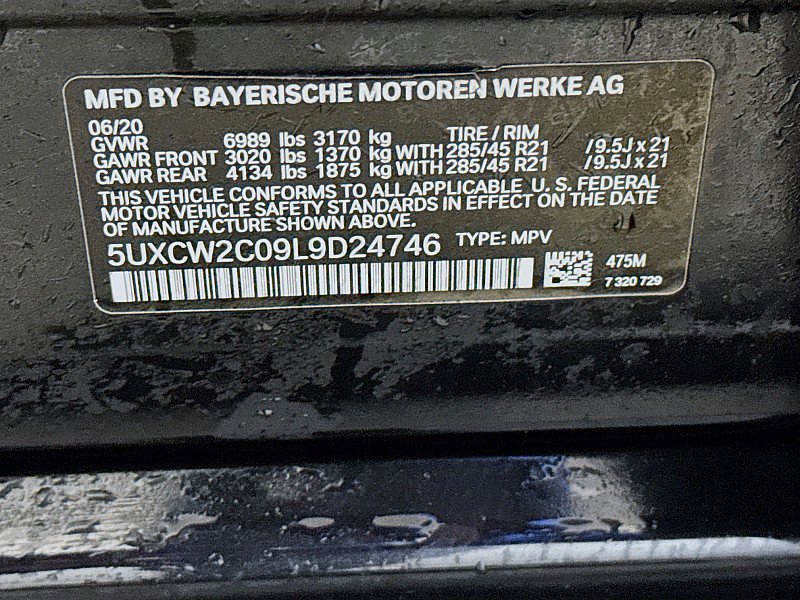 MFD BY BAYERISCHE MOTOREN WERKE AG
06/20
GVWR 6989 lbs 3170 kg TIRE / RIM
GAWR FRONT 3020 lbs 1370 kg WITH 285/45 R21 /9.5J x 21
GAWR REAR 4134 lbs 1875 kg WITH 285/45 R21 /9.5J x 21
THIS VEHICLE CONFORMS TO ALL APPLICABLE U. S. FEDERAL
MOTOR VEHICLE SAFETY STANDARDS IN EFFECT ON THE DATE
OF MANUFACTURE SHOWN ABOVE.
5UXCW2C09L9D24746 TYPE: MPV
475M
7 320 729